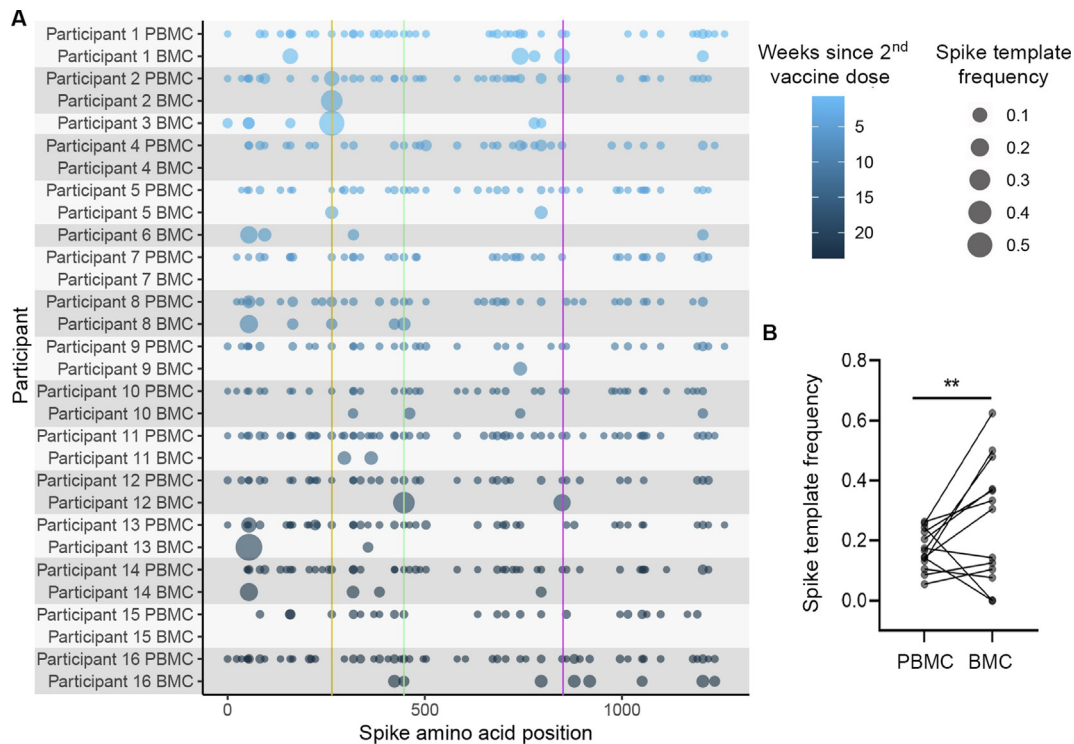 A
Participant 1 PBMC
Participant 1 BMC
Participant 2 PBMC
Participant 2 BMC
Participant 3 BMC
Participant 4 PBMC
Participant 4 BMC
Participant 5 PBMC
Participant 5 BMC
Participant 6 BMC
Participant 7 PBMC
Participant 7 BMC
Participant 8 PBMC
Participant 8 BMC
Participant 9 PBMC
Participant 9 BMC
Participant 10 PBMC
Participant 10 BMC
Participant 11 PBMC
Participant 11 BMC
Participant 12 PBMC
Participant 12 BMC
Participant 13 PBMC
Participant 13 BMC
Participant 14 PBMC
Participant 14 BMC
Participant 15 PBMC
Participant 15 BMC
Participant 16 PBMC
Participant 16 BMC
Participant
0 500 1000
Spike amino acid position
Weeks since 2nd
vaccine dose
5
10
15
20
Spike template
frequency
0.1
0.2
0.3
0.4
0.5
B
Spike template frequency
0.8
0.6
0.4
0.2
0.0
**
PBMC BMC